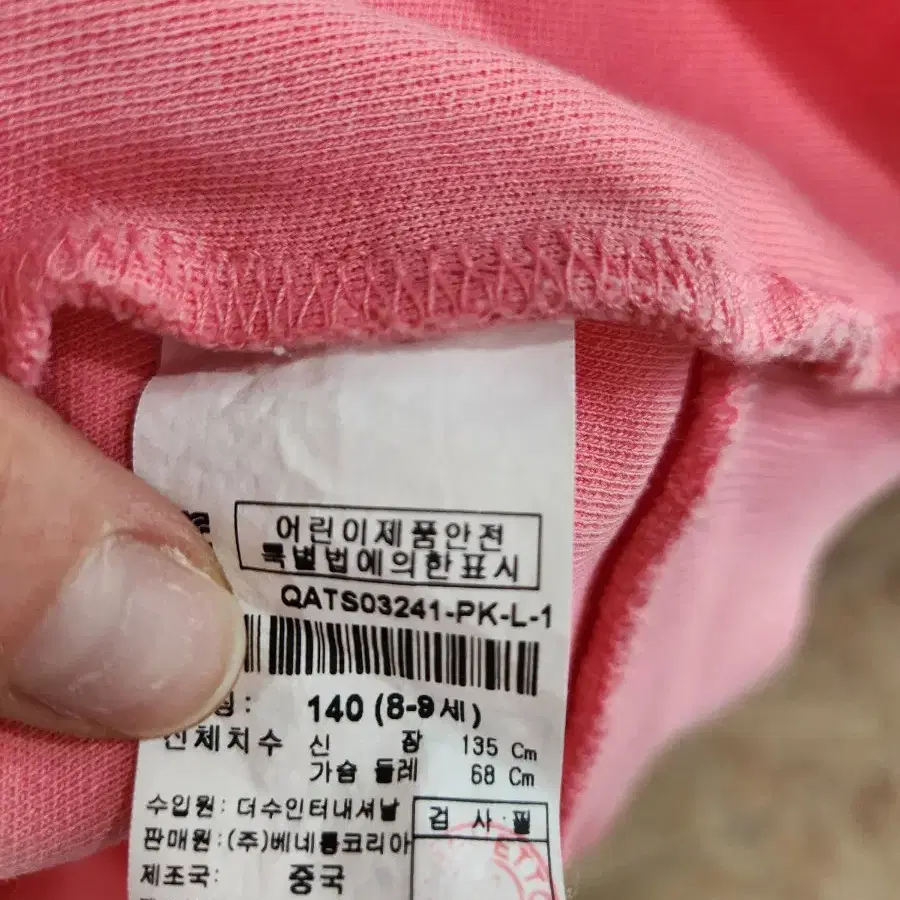 어린이제품안전
특별법에의한표시
QATS03241-PK-L-1
140 (8-9세)
신체치수 신 장 135 Cm
가슴 둘레 68 Cm
수입원: 더수인터내셔날
판매원:(주)베네통코리아
제조국: 중국
검 사 필
ETTO